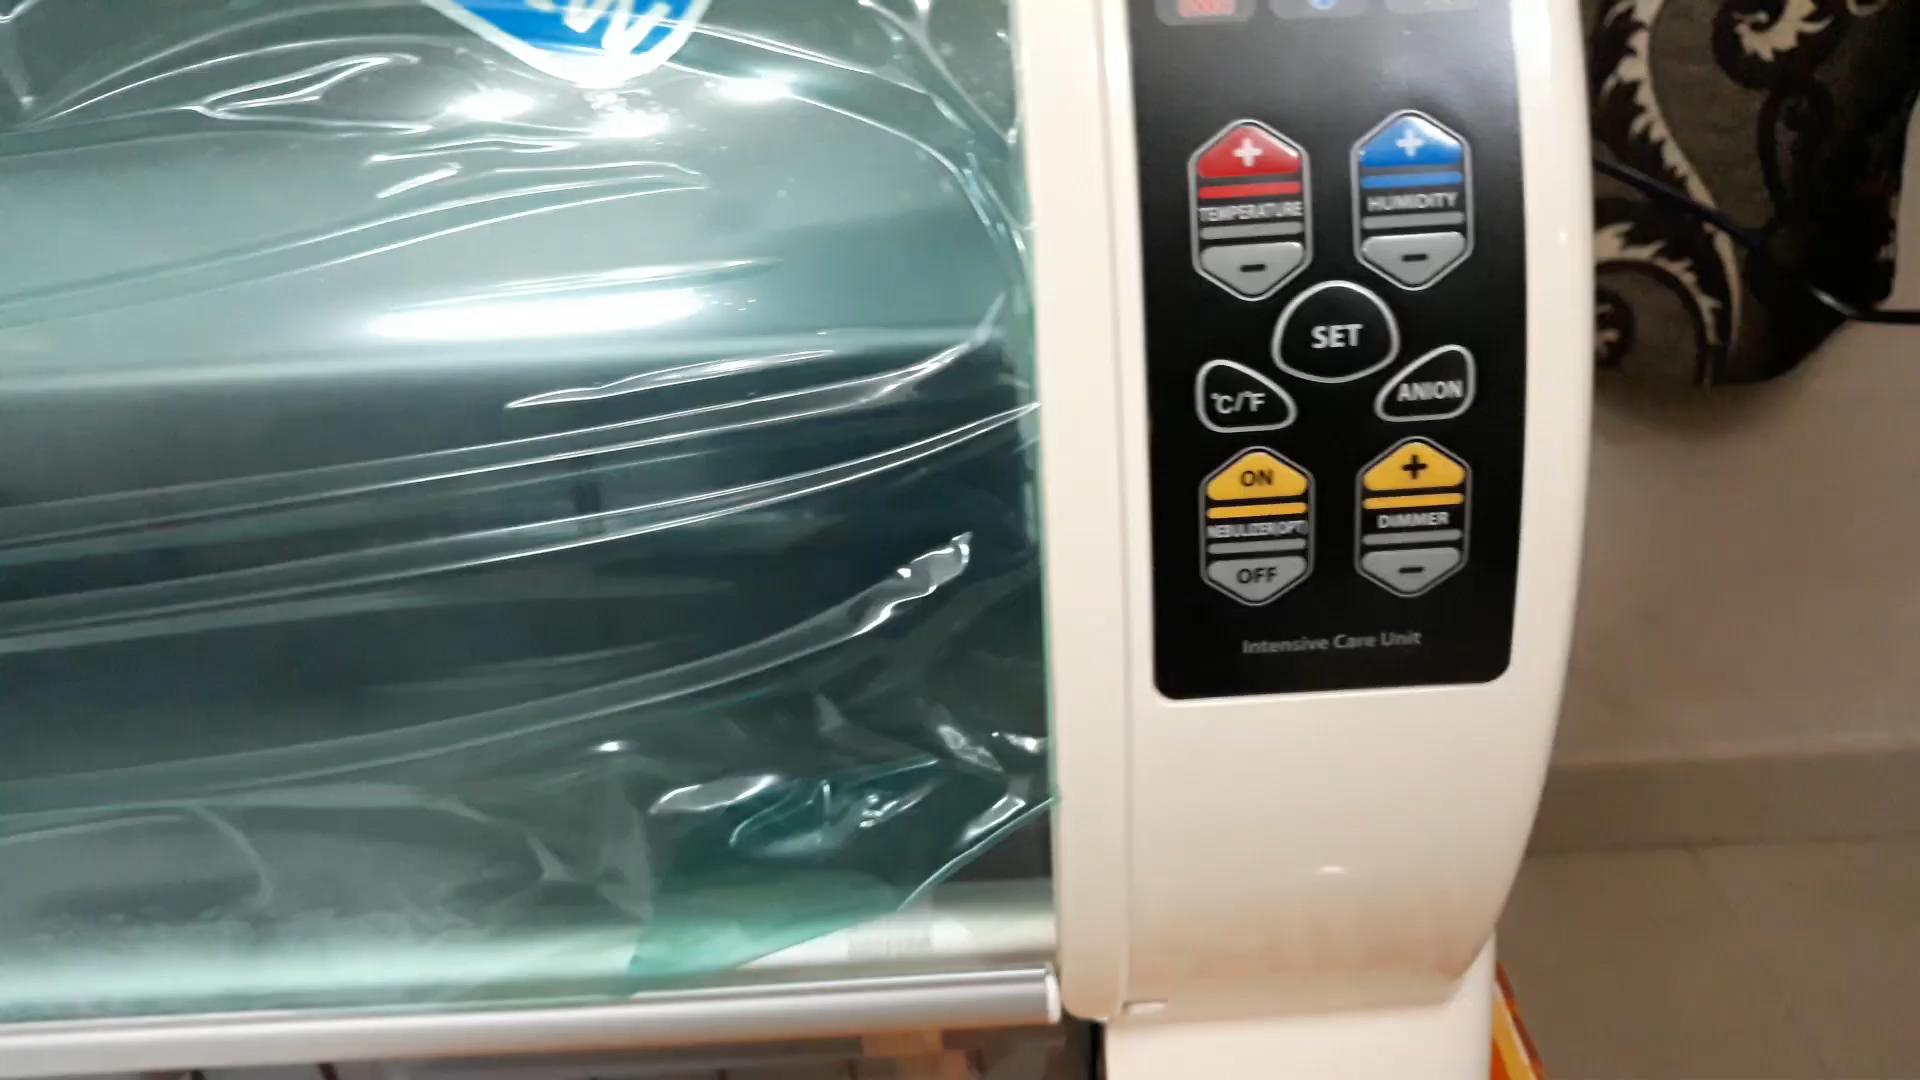 + +
TEMPERATURE HUMIDITY
- -
SET
°C/°F ANION
ON +
NEBULIZER(OPT) DIMMER
OFF -
Intensive Care Unit